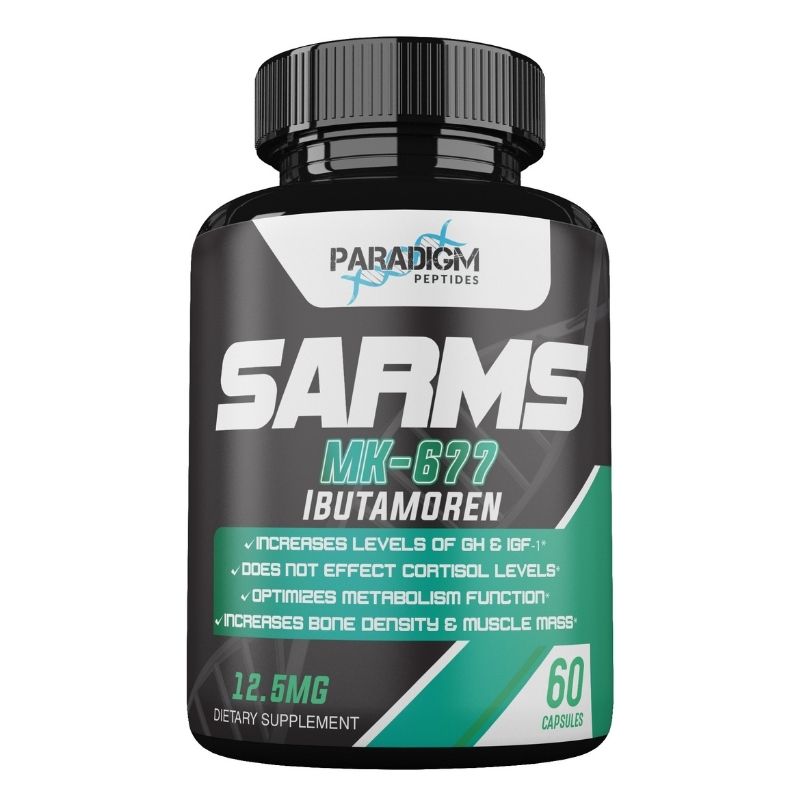 PARADIGM
PEPTIDES
SARMS
MK-677
IBUTAMOREN
✓INCREASES LEVELS OF GH & IGF-1*
✓DOES NOT EFFECT CORTISOL LEVELS*
✓OPTIMIZES METABOLISM FUNCTION*
✓INCREASES BONE DENSITY & MUSCLE MASS*
12.5MG
DIETARY SUPPLEMENT
60
CAPSULES